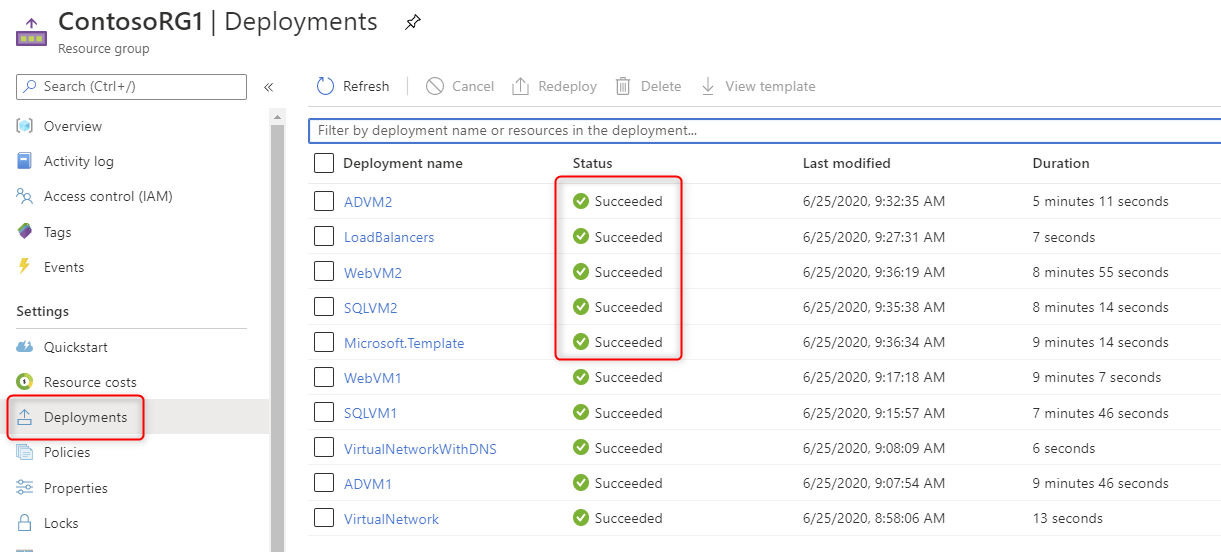 ContosoRG1 | Deployments
Resource group
Search (Ctrl+/)
«
Overview
Activity log
Access control (IAM)
Tags
Events
Settings
Quickstart
Resource costs
Deployments
Policies
Properties
Locks
Refresh Cancel Redeploy Delete View template
Filter by deployment name or resources in the deployment...
Deployment name Status Last modified Duration
ADVM2 Succeeded 6/25/2020, 9:32:35 AM 5 minutes 11 seconds
LoadBalancers Succeeded 6/25/2020, 9:27:31 AM 7 seconds
WebVM2 Succeeded 6/25/2020, 9:36:19 AM 8 minutes 55 seconds
SQLVM2 Succeeded 6/25/2020, 9:35:38 AM 8 minutes 14 seconds
Microsoft.Template Succeeded 6/25/2020, 9:36:34 AM 9 minutes 14 seconds
WebVM1 Succeeded 6/25/2020, 9:17:18 AM 9 minutes 7 seconds
SQLVM1 Succeeded 6/25/2020, 9:15:57 AM 7 minutes 46 seconds
VirtualNetworkWithDNS Succeeded 6/25/2020, 9:08:09 AM 6 seconds
ADVM1 Succeeded 6/25/2020, 9:07:54 AM 9 minutes 46 seconds
VirtualNetwork Succeeded 6/25/2020, 8:58:06 AM 13 seconds